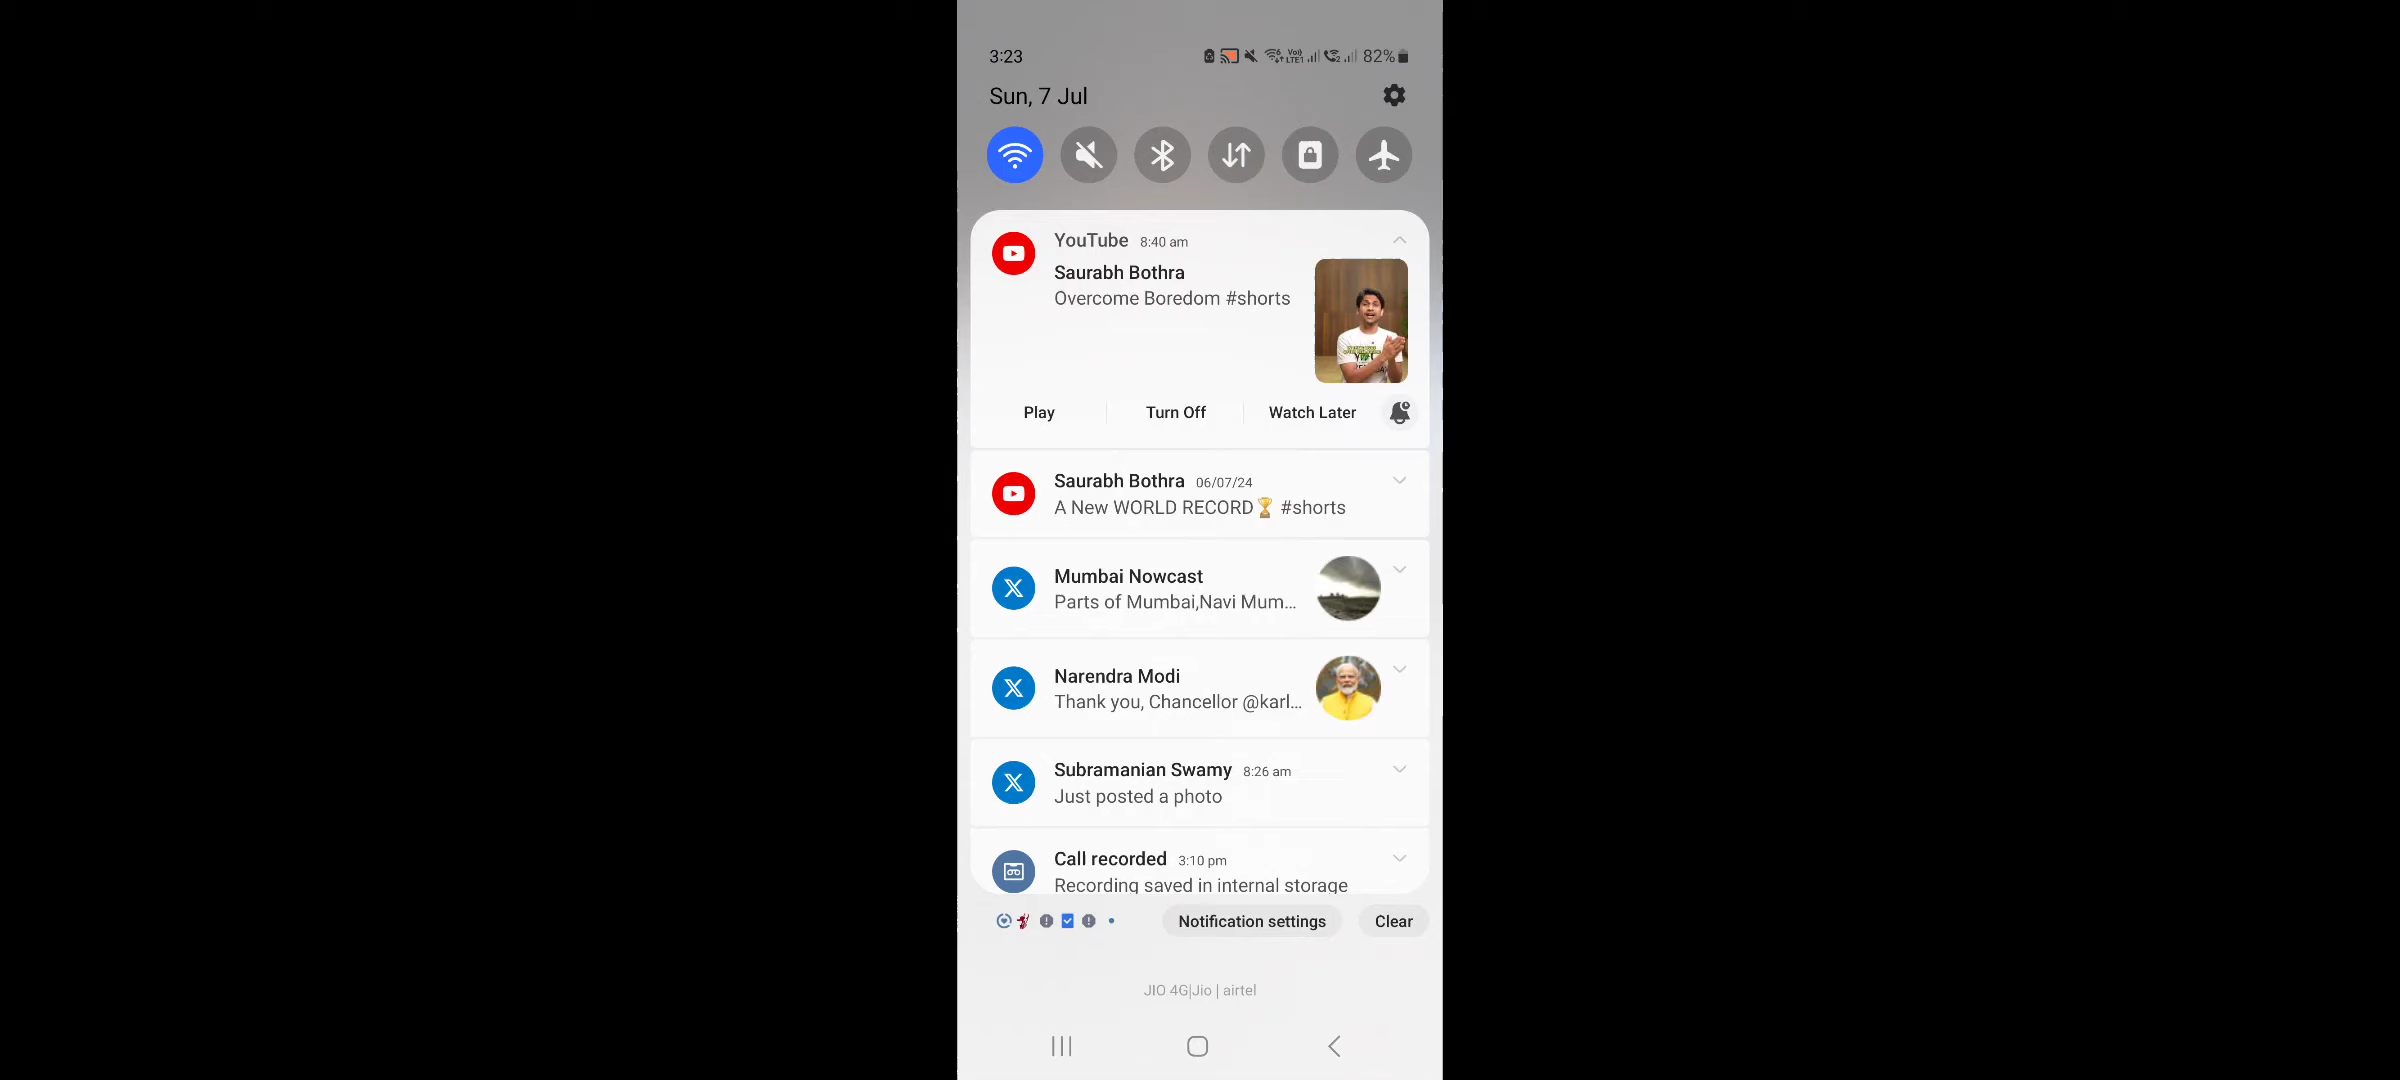 3:23
Vo) LTE1 2 82%
Sun, 7 Jul
YouTube 8:40 am
Saurabh Bothra
Overcome Boredom #shorts
Play Turn Off Watch Later
Saurabh Bothra 06/07/24
A New WORLD RECORD🏆 #shorts
Mumbai Nowcast
Parts of Mumbai,Navi Mum...
Narendra Modi
Thank you, Chancellor @karl...
Subramanian Swamy 8:26 am
Just posted a photo
Call recorded 3:10 pm
Recording saved in internal storage
Notification settings Clear
JIO 4G|Jio | airtel